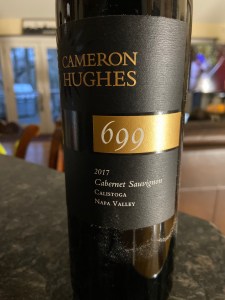 CAMERON
HUGHES
699
2017
Cabernet Sauvignon
CALISTOGA
NAPA VALLEY